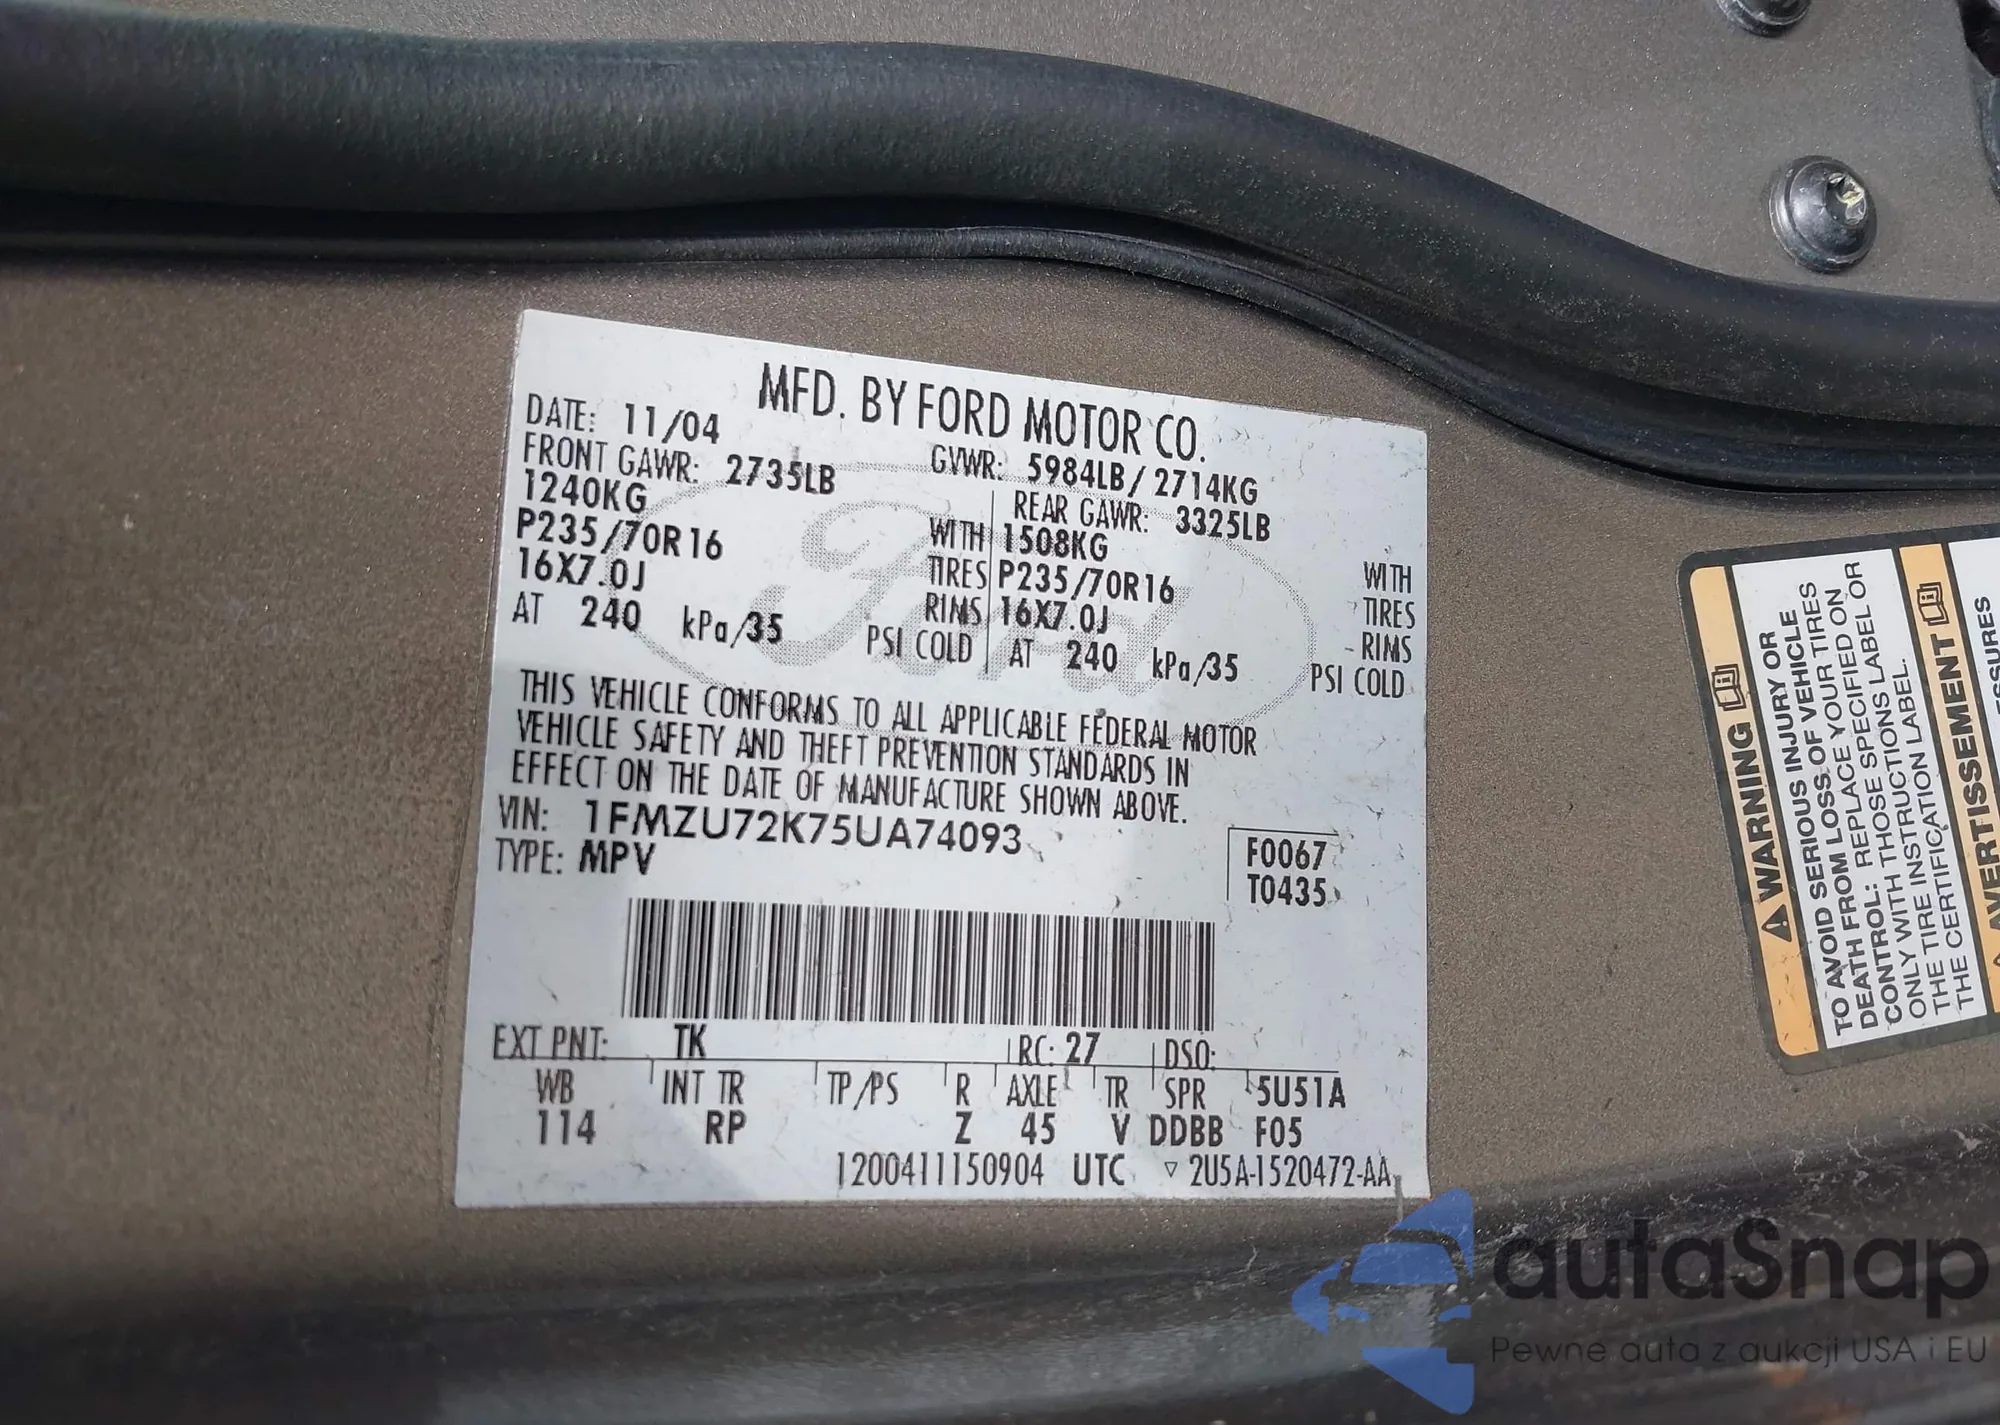 MFD. BY FORD MOTOR CO.
DATE: 11/04
GVWR: 5984LB / 2714KG
FRONT GAWR: 2735LB
REAR GAWR: 3325LB
1240KG WITH
1508KG WITH
P235/70R16 TIRES
P235/70R16 TIRES
16X7.0J RIMS
16X7.0J RIMS
AT 240 kPa/35 PSI COLD
AT 240 kPa/35 PSI COLD
Ford
THIS VEHICLE CONFORMS TO ALL APPLICABLE FEDERAL MOTOR
VEHICLE SAFETY AND THEFT PREVENTION STANDARDS IN
EFFECT ON THE DATE OF MANUFACTURE SHOWN ABOVE.
VIN: 1FMZU72K75UA74093
TYPE: MPV
F0067
T0435
EXT PNT: TK RC: 27 DSO:
WB INT TR TP/PS R AXLE TR SPR 5U51A
114 RP Z 45 V DDBB F05
1200411150904 UTC ▽ 2U5A-1520472-AA
WARNING
TO AVOID SERIOUS INJURY OR
DEATH FROM LOSS OF VEHICLE
CONTROL: REPLACE YOUR TIRES
ONLY WITH THOSE SPECIFIED ON
THE TIRE INSTRUCTIONS LABEL OR
THE CERTIFICATION LABEL.
AVERTISSEMENT
autaSnap
Pewne auta z aukcji USA i EU